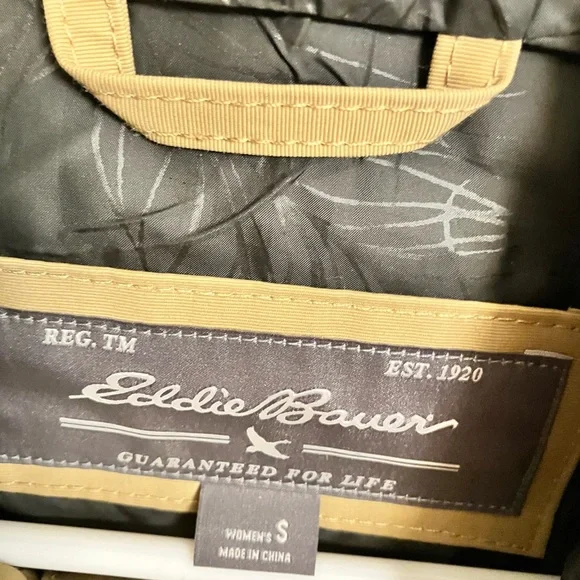 REG. TM
EST. 1920
Eddie Bauer
GUARANTEED FOR LIFE
WOMEN'S S
MADE IN CHINA